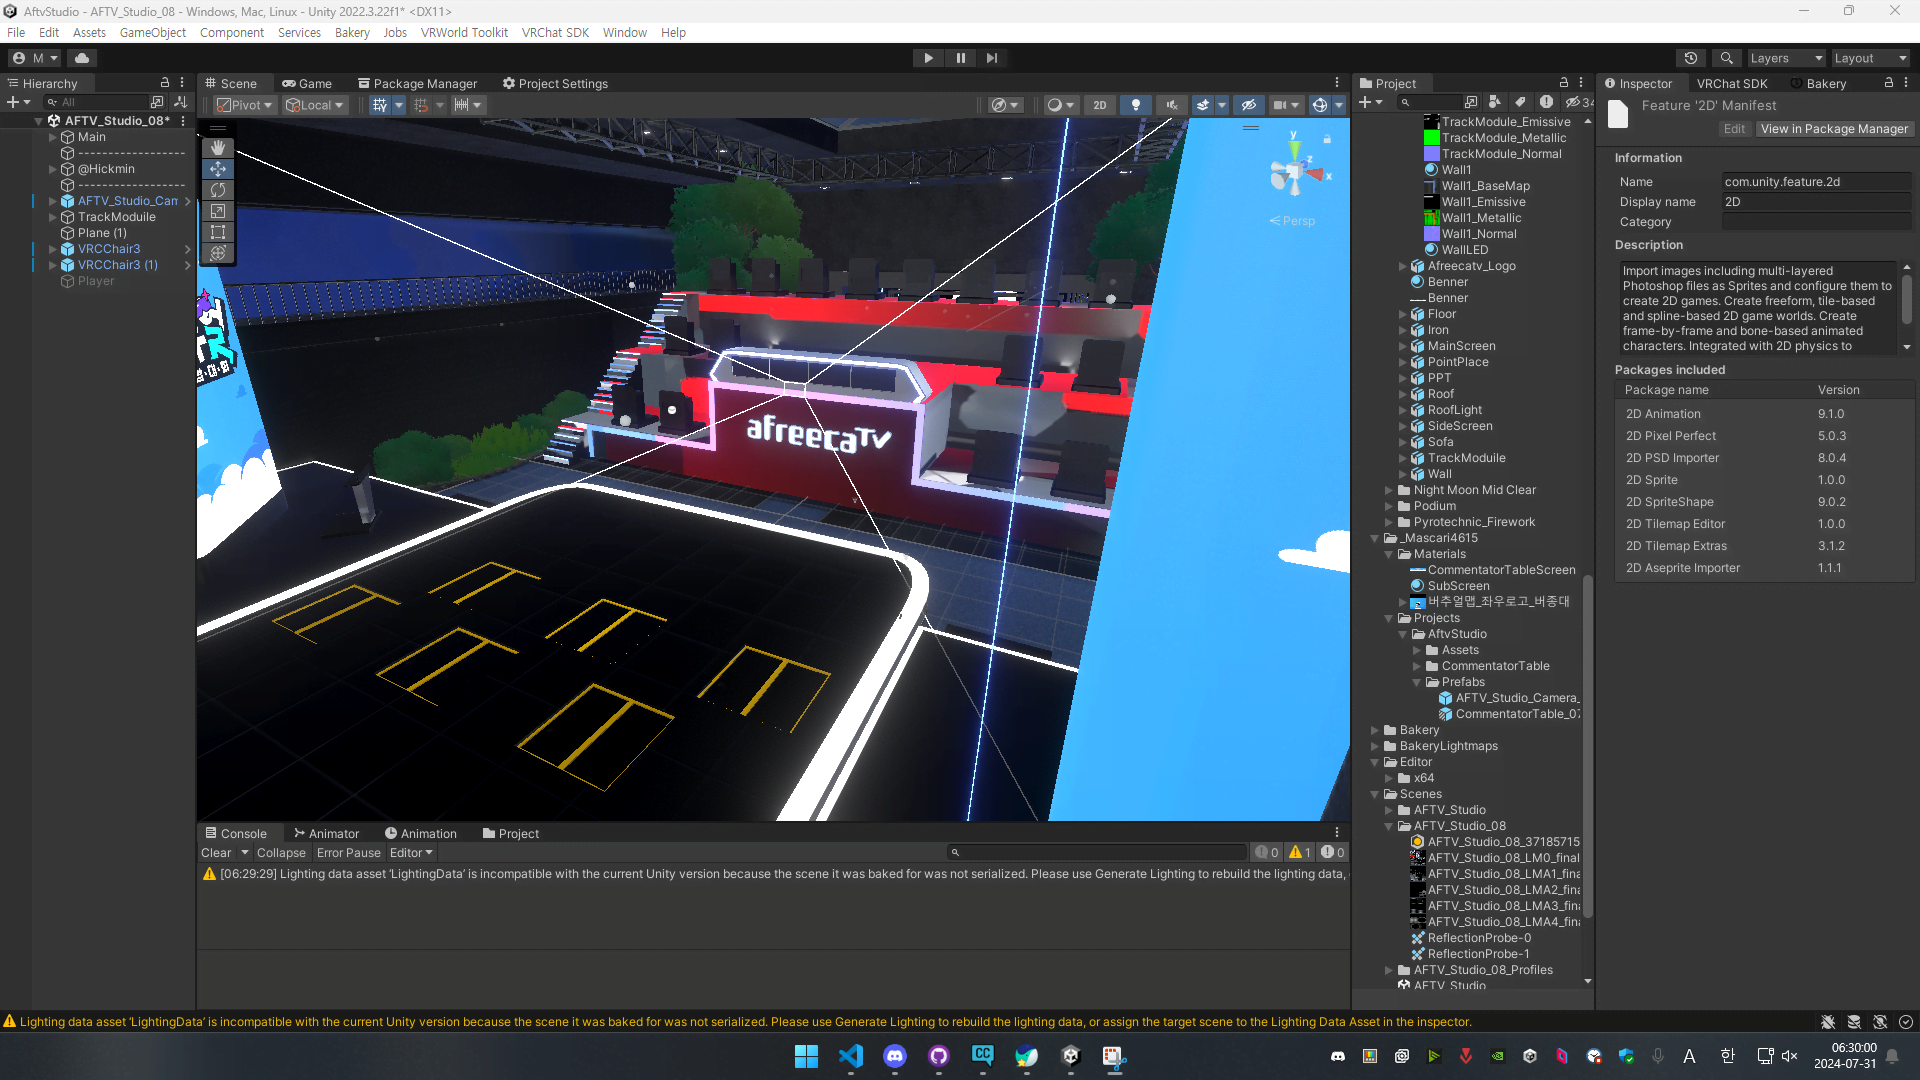 AftvStudio - AFTV_Studio_08 - Windows, Mac, Linux - Unity 2022.3.22f1* <DX11>
File Edit Assets GameObject Component Services Bakery Jobs VRWorld Toolkit VRChat SDK Window Help
M Layers Layout
Hierarchy
All
AFTV_Studio_08*
Main
--------------------
@Hickmin
--------------------
AFTV_Studio_Cam
TrackModuile
Plane (1)
VRCChair3
VRCChair3 (1)
Player
Scene Game Package Manager Project Settings
Pivot Local 2D
y
z
x
Persp
afreecaTV
Console Animator Animation Project
Clear Collapse Error Pause Editor 0 1 0
[06:29:29] Lighting data asset 'LightingData' is incompatible with the current Unity version because the scene it was baked for was not serialized. Please use Generate Lighting to rebuild the lighting data,
Project
34
TrackModule_Emissive
TrackModule_Metallic
TrackModule_Normal
Wall1
Wall1_BaseMap
Wall1_Emissive
Wall1_Metallic
Wall1_Normal
WallLED
Afreecatv_Logo
Benner
Benner
Floor
Iron
MainScreen
PointPlace
PPT
Roof
RoofLight
SideScreen
Sofa
TrackModuile
Wall
Night Moon Mid Clear
Podium
Pyrotechnic_Firework
_Mascari4615
Materials
CommentatorTableScreen
SubScreen
버추얼맵_좌우로고_버종대
Projects
AftvStudio
Assets
CommentatorTable
Prefabs
AFTV_Studio_Camera_
CommentatorTable_07
Bakery
BakeryLightmaps
Editor
x64
Scenes
AFTV_Studio
AFTV_Studio_08
AFTV_Studio_08_37185715
AFTV_Studio_08_LM0_final
AFTV_Studio_08_LMA1_fina
AFTV_Studio_08_LMA2_fina
AFTV_Studio_08_LMA3_fina
AFTV_Studio_08_LMA4_fina
ReflectionProbe-0
ReflectionProbe-1
AFTV_Studio_08_Profiles
AFTV_Studio
Inspector VRChat SDK Bakery
Feature '2D' Manifest
Edit View in Package Manager
Information
Name com.unity.feature.2d
Display name 2D
Category
Description
Import images including multi-layered
Photoshop files as Sprites and configure them to
create 2D games. Create freeform, tile-based
and spline-based 2D game worlds. Create
frame-by-frame and bone-based animated
characters. Integrated with 2D physics to
Packages included
Package name Version
2D Animation 9.1.0
2D Pixel Perfect 5.0.3
2D PSD Importer 8.0.4
2D Sprite 1.0.0
2D SpriteShape 9.0.2
2D Tilemap Editor 1.0.0
2D Tilemap Extras 3.1.2
2D Aseprite Importer 1.1.1
Lighting data asset 'LightingData' is incompatible with the current Unity version because the scene it was baked for was not serialized. Please use Generate Lighting to rebuild the lighting data, or assign the target scene to the Lighting Data Asset in the inspector.
CC A 한 06:30:00
2024-07-31